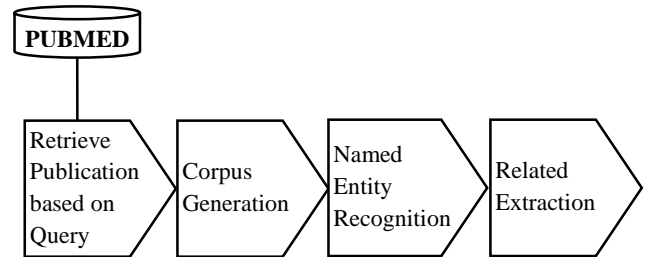 PUBMED
Retrieve
Publication
based on
Query
Corpus
Generation
Named
Entity
Recognition
Related
Extraction